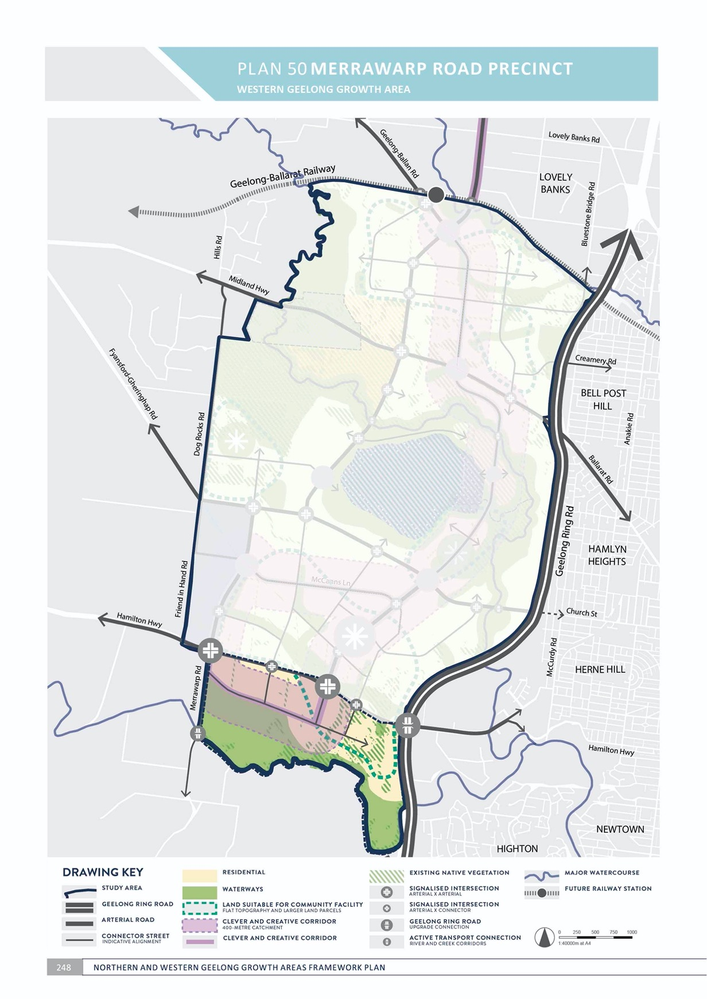 PLAN 50 MERRAWARP ROAD PRECINCT
WESTERN GEELONG GROWTH AREA
Lovely Banks Rd
Geelong-Ballan Rd
LOVELY
BANKS
Geelong-Ballarat Railway
Bluestone Bridge Rd
Hills Rd
Midland Hwy
Fyansford-Gheringhap Rd
Creamery Rd
BELL POST
HILL
Anakie Rd
Dog Rocks Rd
Ballarat Rd
Geelong Ring Rd
HAMLYN
HEIGHTS
Friend in Hand Rd
McCanns Ln
Church St
Hamilton Hwy
McCurdy Rd
HERNE HILL
Merrawarp Rd
Hamilton Hwy
NEWTOWN
HIGHTON
DRAWING KEY
STUDY AREA
GEELONG RING ROAD
ARTERIAL ROAD
CONNECTOR STREET
INDICATIVE ALIGNMENT
RESIDENTIAL
WATERWAYS
LAND SUITABLE FOR COMMUNITY FACILITY
FLAT TOPOGRAPHY AND LARGER LAND PARCELS
CLEVER AND CREATIVE CORRIDOR
400-METRE CATCHMENT
CLEVER AND CREATIVE CORRIDOR
EXISTING NATIVE VEGETATION
SIGNALISED INTERSECTION
ARTERIAL X ARTERIAL
SIGNALISED INTERSECTION
ARTERIAL X CONNECTOR
GEELONG RING ROAD
UPGRADE CONNECTION
ACTIVE TRANSPORT CONNECTION
RIVER AND CREEK CORRIDORS
MAJOR WATERCOURSE
FUTURE RAILWAY STATION
0 250 500 750 1000
1:40000m at A4
248 NORTHERN AND WESTERN GEELONG GROWTH AREAS FRAMEWORK PLAN